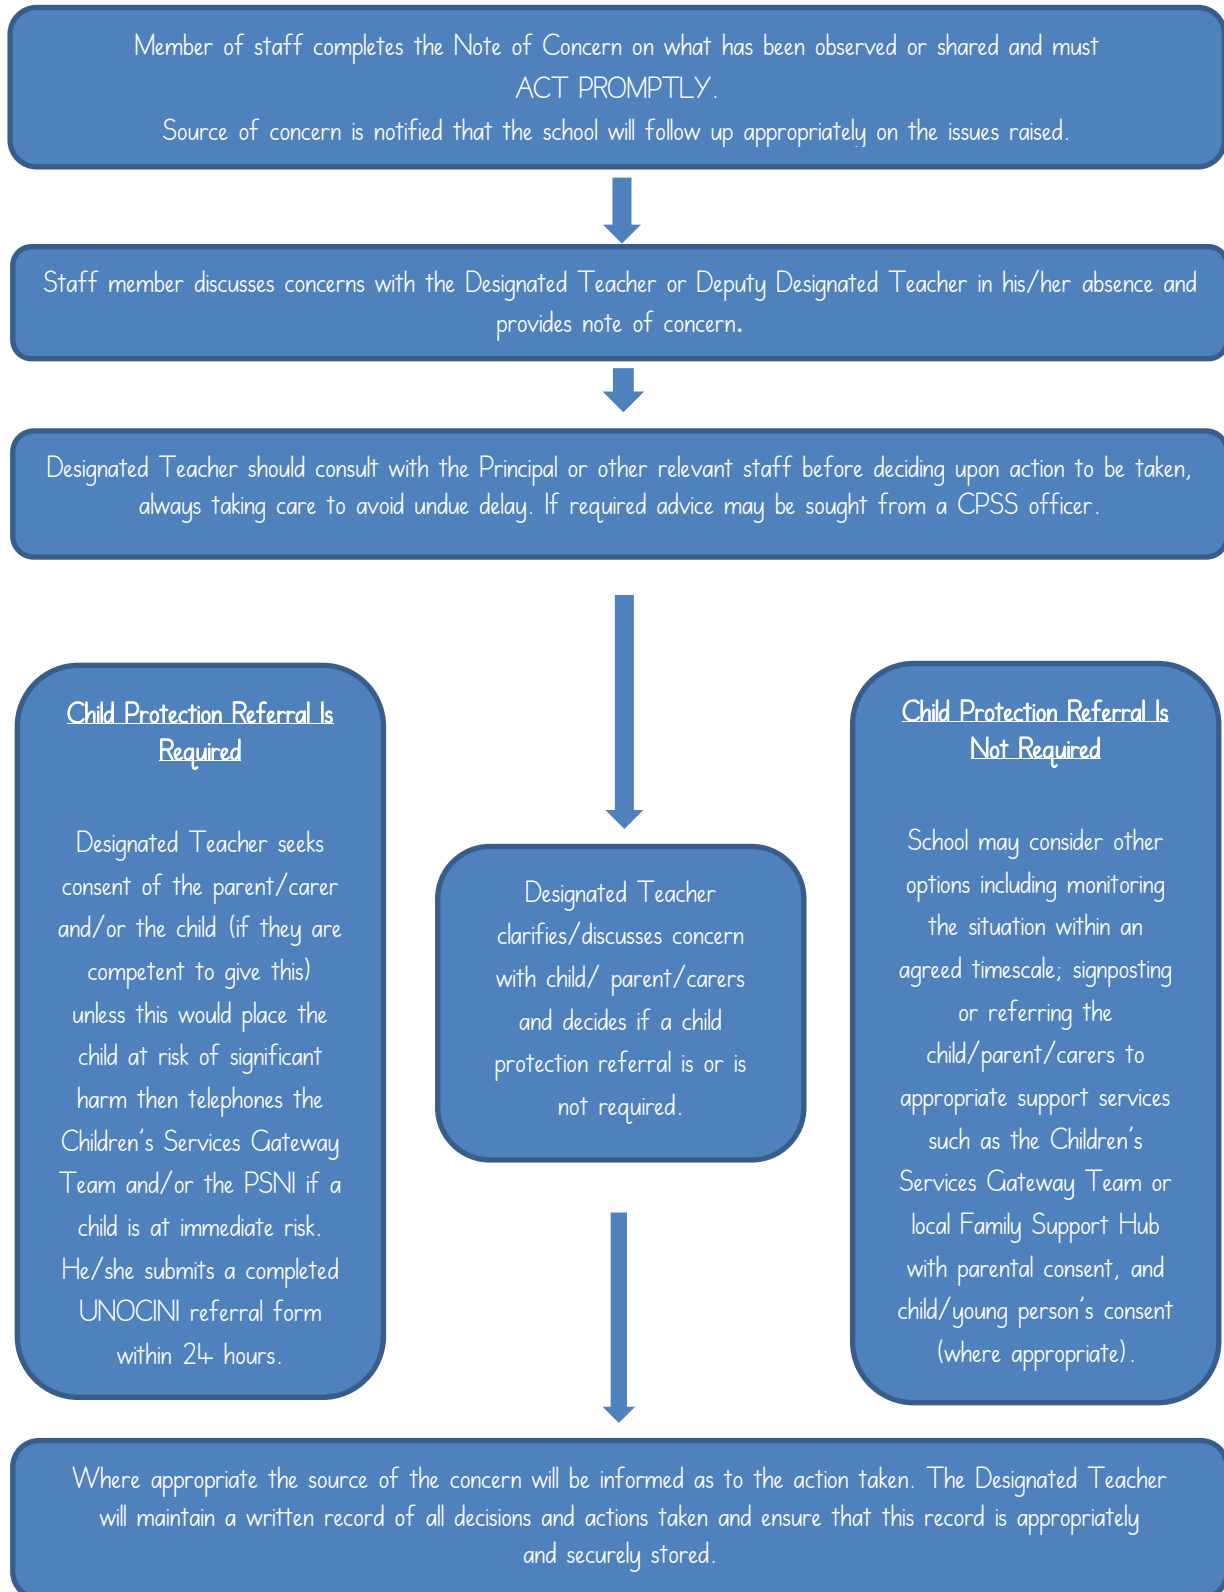 Member of staff completes the Note of Concern on what has been observed or shared and must
ACT PROMPTLY.
Source of concern is notified that the school will follow up appropriately on the issues raised.
Staff member discusses concerns with the Designated Teacher or Deputy Designated Teacher in his/her absence and
provides note of concern.
Designated Teacher should consult with the Principal or other relevant staff before deciding upon action to be taken,
always taking care to avoid undue delay. If required advice may be sought from a CPSS officer.
Child Protection Referral Is
Required
Designated Teacher seeks
consent of the parent/carer
and/or the child (if they are
competent to give this)
unless this would place the
child at risk of significant
harm then telephones the
Children's Services Gateway
Team and/or the PSNI if a
child is at immediate risk.
He/she submits a completed
UNOCINI referral form
within 24 hours.
Designated Teacher
clarifies/discusses concern
with child/ parent/carers
and decides if a child
protection referral is or is
not required.
Child Protection Referral Is
Not Required
School may consider other
options including monitoring
the situation within an
agreed timescale; signposting
or referring the
child/parent/carers to
appropriate support services
such as the Children's
Services Gateway Team or
local Family Support Hub
with parental consent, and
child/young person's consent
(where appropriate).
Where appropriate the source of the concern will be informed as to the action taken. The Designated Teacher
will maintain a written record of all decisions and actions taken and ensure that this record is appropriately
and securely stored.